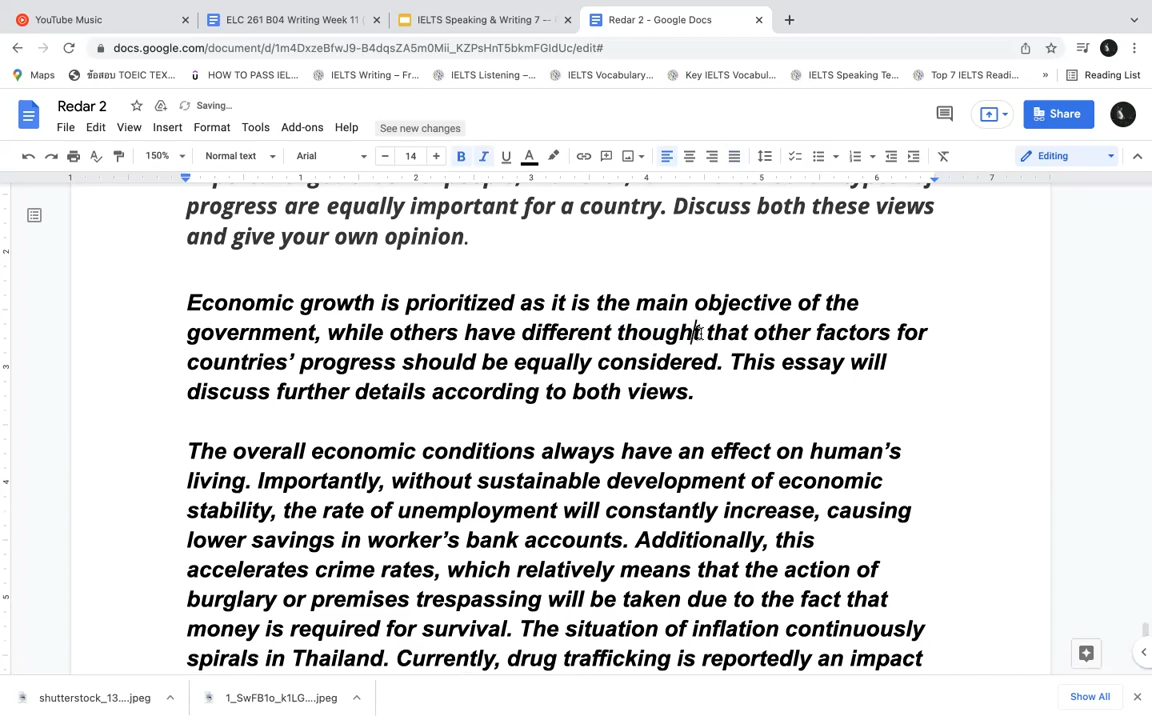 YouTube Music
ELC 261 B04 Writing Week 11
IELTS Speaking & Writing 7 –
Redar 2 - Google Docs
docs.google.com/document/d/1m4DxzeBfwJ9-B4dqsZA5m0Mii_KZPsHnT5bkmFGIdUc/edit#
Maps
ข้อสอบ TOEIC TEX...
HOW TO PASS IEL...
IELTS Writing – Fr...
IELTS Listening –...
IELTS Vocabulary...
Key IELTS Vocabul...
IELTS Speaking Te...
Top 7 IELTS Readi...
Reading List
Redar 2
Saving...
File Edit View Insert Format Tools Add-ons Help
See new changes
Share
150%
Normal text
Arial
14
Editing
progress are equally important for a country. Discuss both these views
and give your own opinion.
Economic growth is prioritized as it is the main objective of the
government, while others have different thought that other factors for
countries’ progress should be equally considered. This essay will
discuss further details according to both views.
The overall economic conditions always have an effect on human’s
living. Importantly, without sustainable development of economic
stability, the rate of unemployment will constantly increase, causing
lower savings in worker’s bank accounts. Additionally, this
accelerates crime rates, which relatively means that the action of
burglary or premises trespassing will be taken due to the fact that
money is required for survival. The situation of inflation continuously
spirals in Thailand. Currently, drug trafficking is reportedly an impact
shutterstock_13....jpeg
1_SwFB1o_k1LG....jpeg
Show All